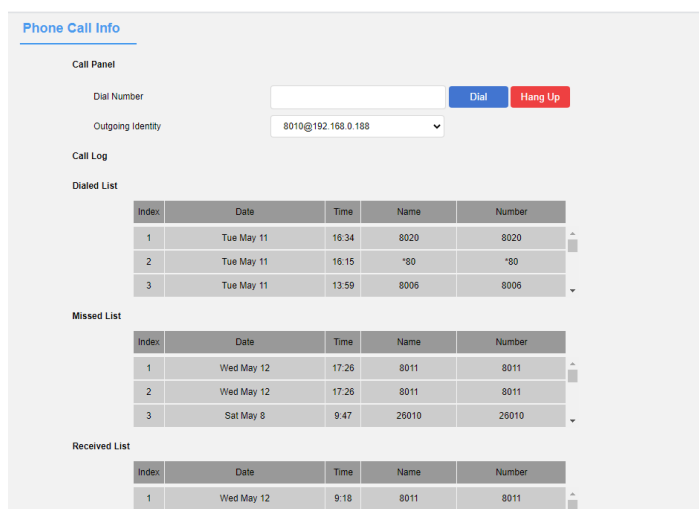 Phone Call Info
Call Panel
Dial Number Dial Hang Up
Outgoing Identity 8010@192.168.0.188
Call Log
Dialed List
Index Date Time Name Number
1 Tue May 11 16:34 8020 8020
2 Tue May 11 16:15 *80 *80
3 Tue May 11 13:59 8006 8006
Missed List
Index Date Time Name Number
1 Wed May 12 17:26 8011 8011
2 Wed May 12 17:26 8011 8011
3 Sat May 8 9:47 26010 26010
Received List
Index Date Time Name Number
1 Wed May 12 9:18 8011 8011